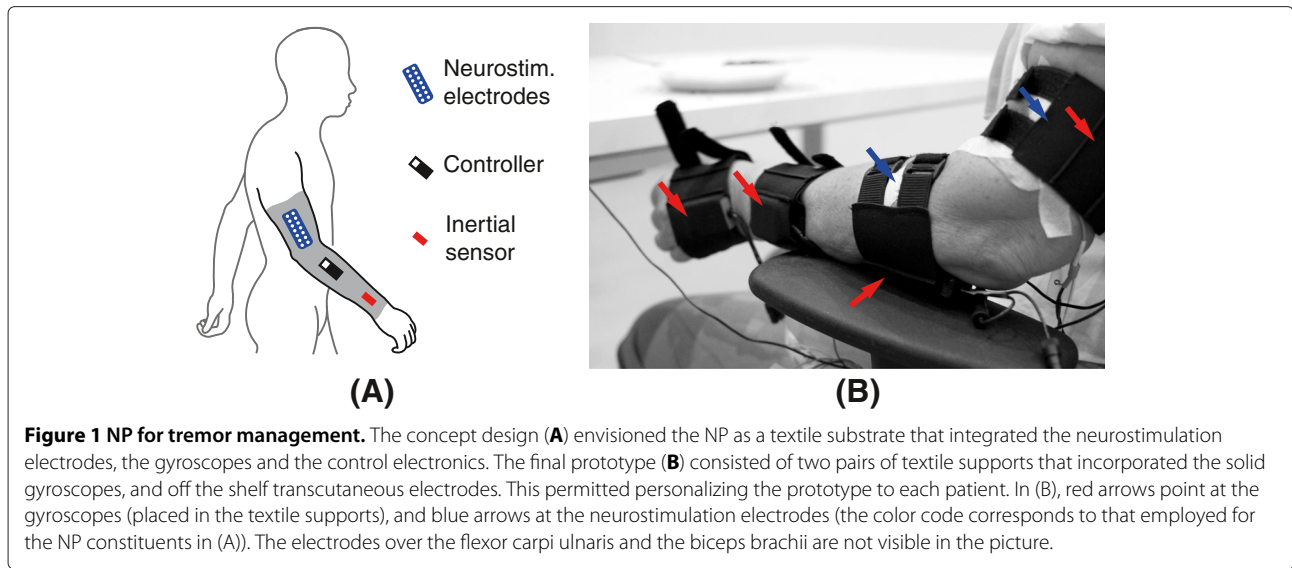 Neurostim.
electrodes
Controller
Inertial
sensor
(A)
(B)
Figure 1 NP for tremor management. The concept design (A) envisioned the NP as a textile substrate that integrated the neurostimulation
electrodes, the gyroscopes and the control electronics. The final prototype (B) consisted of two pairs of textile supports that incorporated the solid
gyroscopes, and off the shelf transcutaneous electrodes. This permitted personalizing the prototype to each patient. In (B), red arrows point at the
gyroscopes (placed in the textile supports), and blue arrows at the neurostimulation electrodes (the color code corresponds to that employed for
the NP constituents in (A)). The electrodes over the flexor carpi ulnaris and the biceps brachii are not visible in the picture.